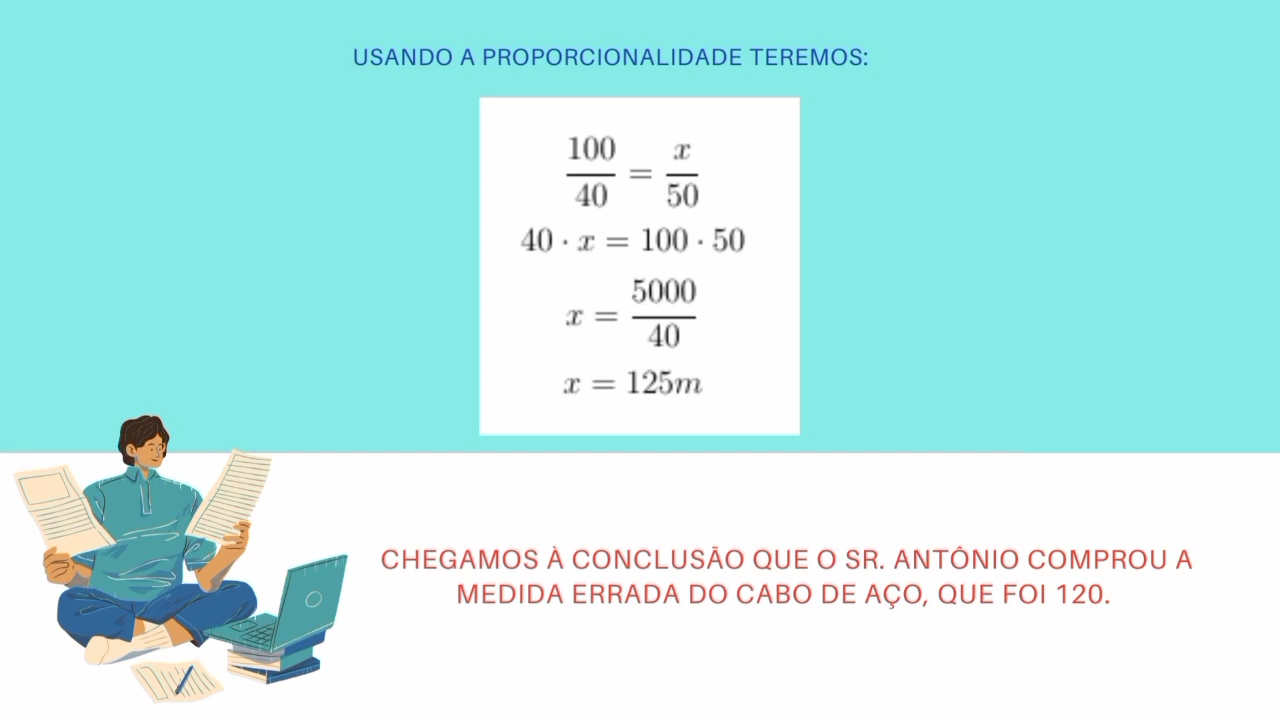 USANDO A PROPORCIONALIDADE TEREMOS:
100/40 = x/50
40 · x = 100 · 50
x = 5000/40
x = 125m
CHEGAMOS À CONCLUSÃO QUE O SR. ANTÔNIO COMPROU A
MEDIDA ERRADA DO CABO DE AÇO, QUE FOI 120.